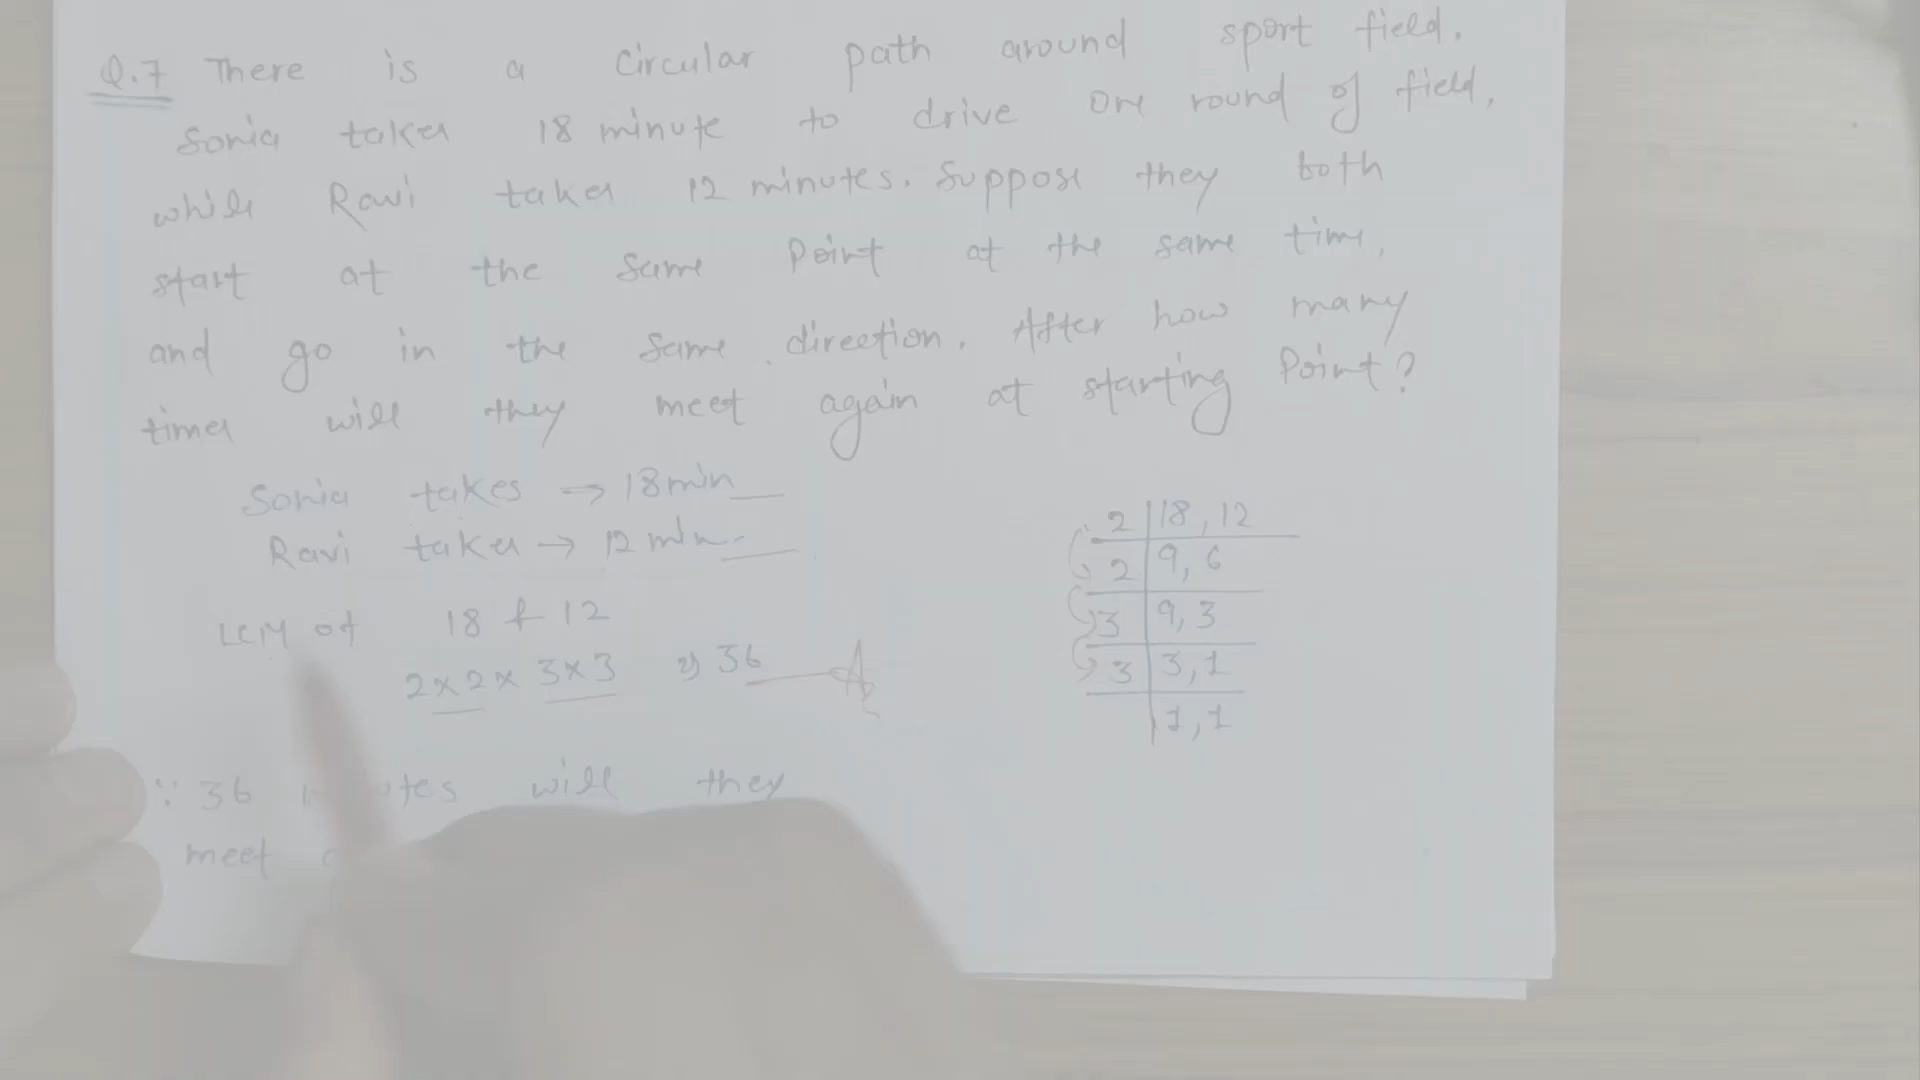 Q.7 There is a circular path around sport field.
Sonia takes 18 minute to drive one round of field,
while Ravi takes 12 minutes. Suppose they both
start at the same point at the same time,
and go in the same direction. After how many
times will they meet again at starting Point?
Sonia takes → 18 min
Ravi takes → 12 min
LCM of 18 & 12
2 × 2 × 3 × 3 ⇒ 36
∵ 36 will they
meet
2 | 18, 12
2 | 9, 6
3 | 9, 3
3 | 3, 1
| 1, 1